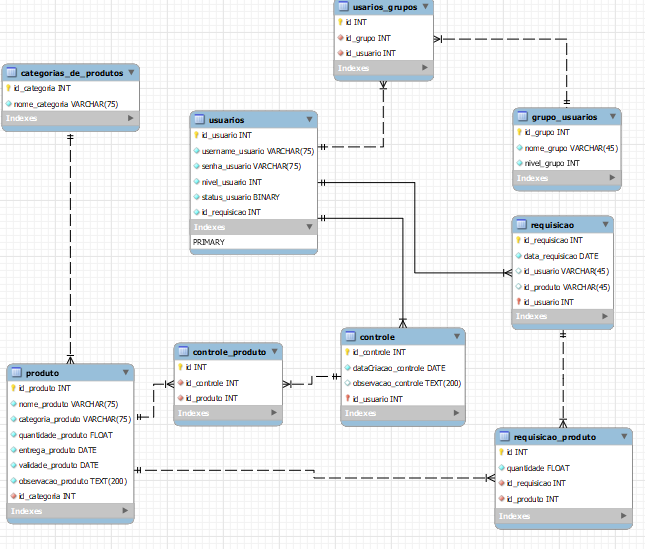 usarios_grupos
id INT
id_grupo INT
id_usuario INT
Indexes
categorias_de_produtos
id_categoria INT
nome_categoria VARCHAR(75)
Indexes
usuarios
id_usuario INT
username_usuario VARCHAR(75)
senha_usuario VARCHAR(75)
nivel_usuario INT
status_usuario BINARY
id_requisicao INT
Indexes
PRIMARY
grupo_usuarios
id_grupo INT
nome_grupo VARCHAR(45)
nivel_grupo INT
Indexes
requisicao
id_requisicao INT
data_requisicao DATE
id_usuario VARCHAR(45)
id_produto VARCHAR(45)
id_usuario INT
Indexes
controle
id_controle INT
dataCriacao_controle DATE
observacao_controle TEXT(200)
id_usuario INT
Indexes
controle_produto
id INT
id_controle INT
id_produto INT
Indexes
produto
id_produto INT
nome_produto VARCHAR(75)
categoria_produto VARCHAR(75)
quantidade_produto FLOAT
entrega_produto DATE
validade_produto DATE
observacao_produto TEXT(200)
id_categoria INT
Indexes
requisicao_produto
id INT
quantidade FLOAT
id_requisicao INT
id_produto INT
Indexes